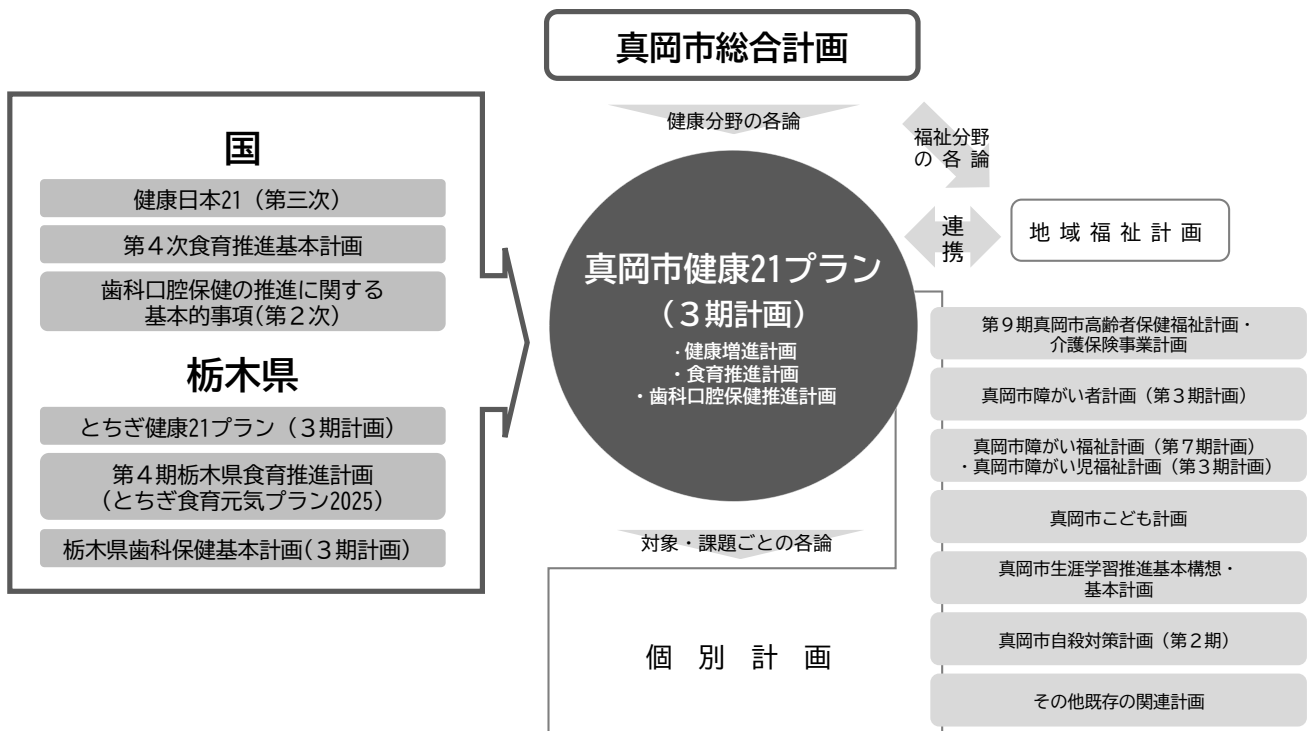 真岡市総合計画
健康分野の各論
福祉分野
の各論
国
健康日本21（第三次）
第４次食育推進基本計画
歯科口腔保健の推進に関する
基本的事項(第２次)
栃木県
とちぎ健康21プラン（３期計画）
第４期栃木県食育推進計画
（とちぎ食育元気プラン2025）
栃木県歯科保健基本計画(３期計画)
真岡市健康21プラン
（３期計画）
・健康増進計画
・食育推進計画
・歯科口腔保健推進計画
連
携
地域福祉計画
対象・課題ごとの各論
個別計画
第９期真岡市高齢者保健福祉計画・
介護保険事業計画
真岡市障がい者計画（第３期計画）
真岡市障がい福祉計画（第７期計画）
・真岡市障がい児福祉計画（第３期計画）
真岡市こども計画
真岡市生涯学習推進基本構想・
基本計画
真岡市自殺対策計画（第２期）
その他既存の関連計画